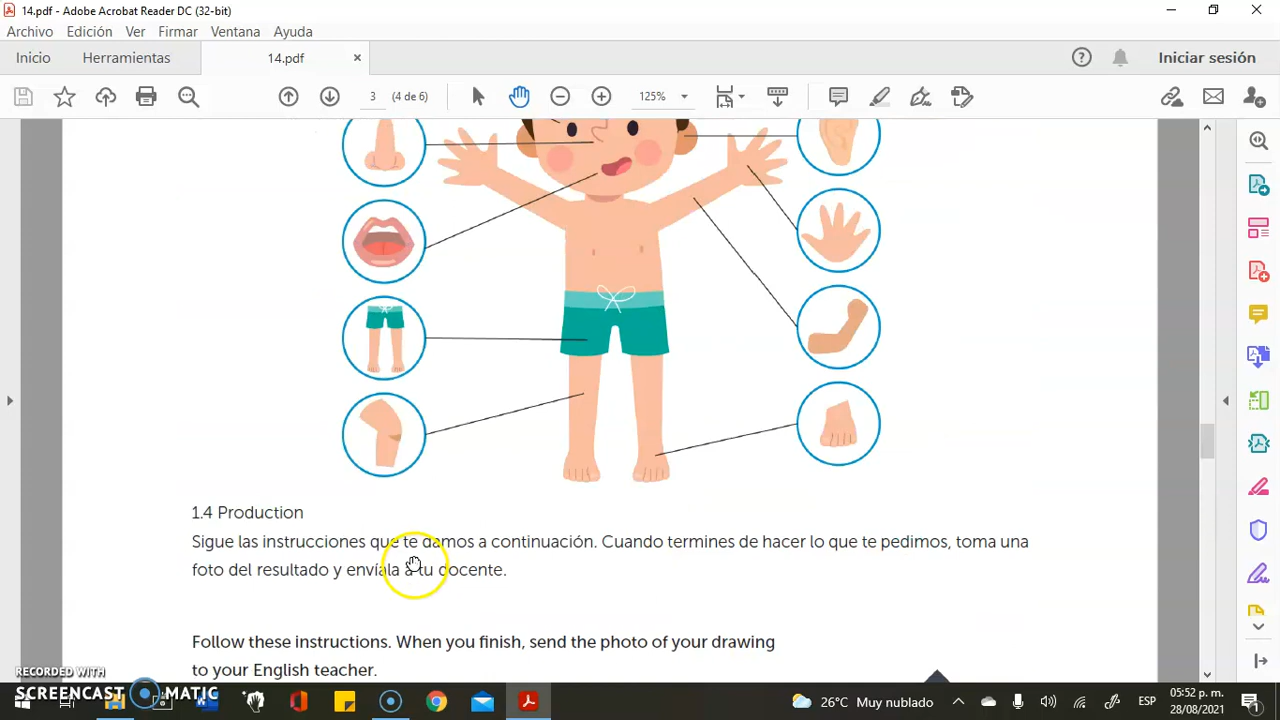 14.pdf - Adobe Acrobat Reader DC (32-bit)
Archivo Edición Ver Firmar Ventana Ayuda
Inicio Herramientas 14.pdf × Iniciar sesión
3 (4 de 6) 125%
1.4 Production
Sigue las instrucciones que te damos a continuación. Cuando termines de hacer lo que te pedimos, toma una
foto del resultado y envíala a tu docente.
Follow these instructions. When you finish, send the photo of your drawing
to your English teacher.
RECORDED WITH
SCREENCAST MATIC
26°C Muy nublado ESP 05:52 p. m.
28/08/2021